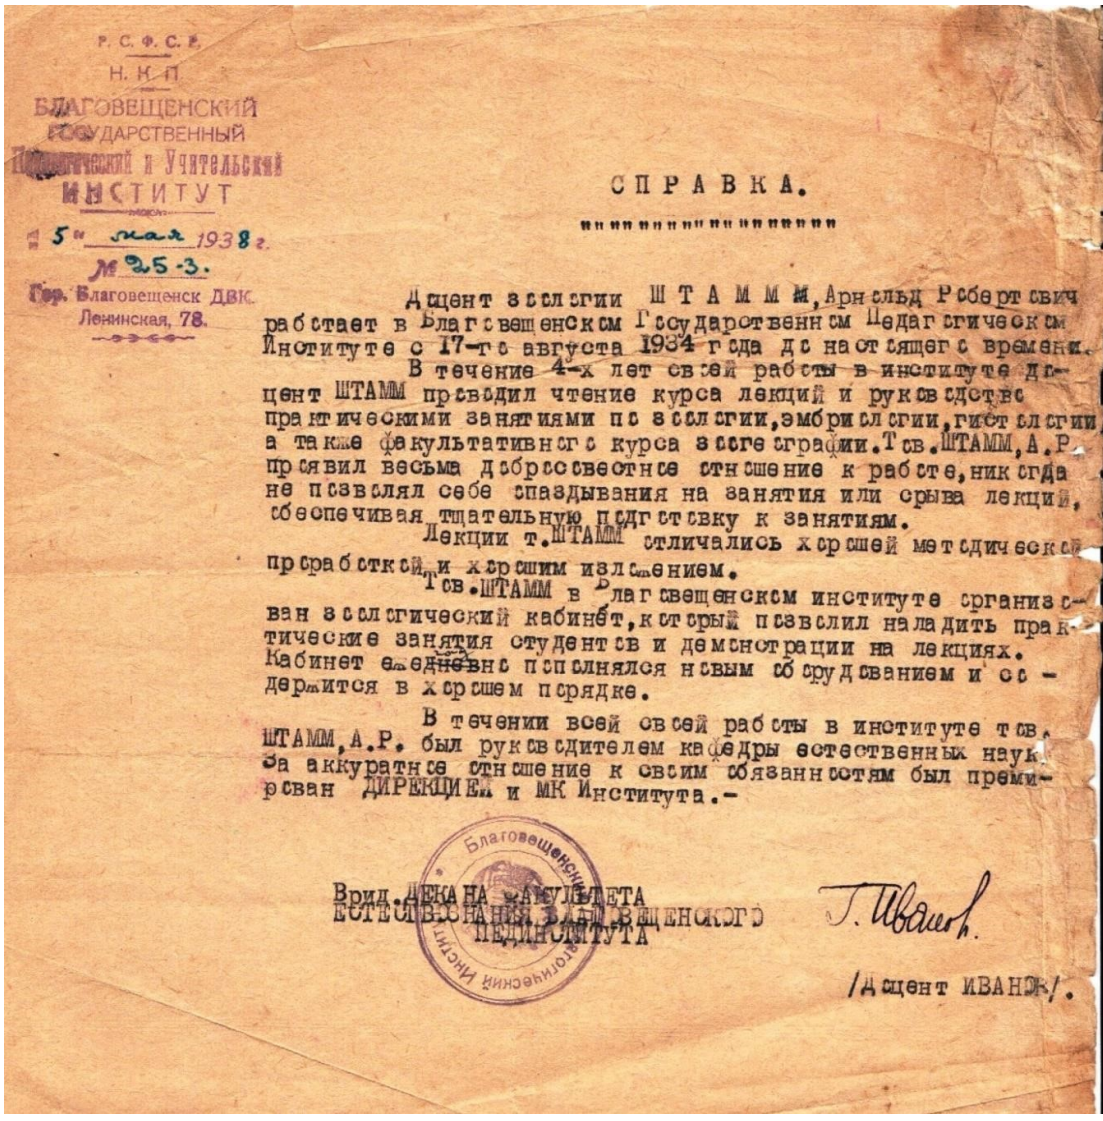 Р. С. Ф. С. Р.
Н. К. П.
БЛАГОВЕЩЕНСКИЙ
ГОСУДАРСТВЕННЫЙ
Педагогический и Учительский
ИНСТИТУТ
5 " мая 1938 г.
№ 25-3.
Гор. Благовещенск ДВК.
Ленинская, 78.
СПРАВКА.
""""""""""""""""""
Доцент зоологии ШТАММ, Арнольд Робертович
работает в Благовещенском Государственном Педагогическом
Институте с 17-го августа 1934 года до настоящего времени.
В течение 4-х лет своей работы в институте до-
цент ШТАММ проводил чтение курса лекций и руководство
практическими занятиями по зоологии, эмбриологии, гистологии,
а также факультативного курса зоогеографии. Тов. ШТАММ, А.Р.
проявил весьма добросовестное отношение к работе, никогда
не позволял себе опаздывания на занятия или срыва лекций,
обеспечивая тщательную подготовку к занятиям.
Лекции т. ШТАММ отличались хорошей методической
проработкой и хорошим изложением.
Тов. ШТАММ в Благовещенском институте организо-
ван зоологический кабинет, который позволил наладить прак-
тические занятия студентов и демонстрации на лекциях.
Кабинет ежедневно пополнялся новым оборудованием и со -
держится в хорошем порядке.
В течении всей своей работы в институте тов.
ШТАММ, А.Р. был руководителем кафедры естественных наук.
За аккуратное отношение к своим обязанностям был преми-
рован ДИРЕКЦИЕЙ и МК Института.-
Благовещенский Педагогический Институт
Врид. ДЕКАНА ФАКУЛЬТЕТА
ЕСТЕСТВОЗНАНИЯ БЛАГОВЕЩЕНСКОГО
ПЕДИНСТИТУТА
Г. Иванов.
/Доцент ИВАНОВ/.